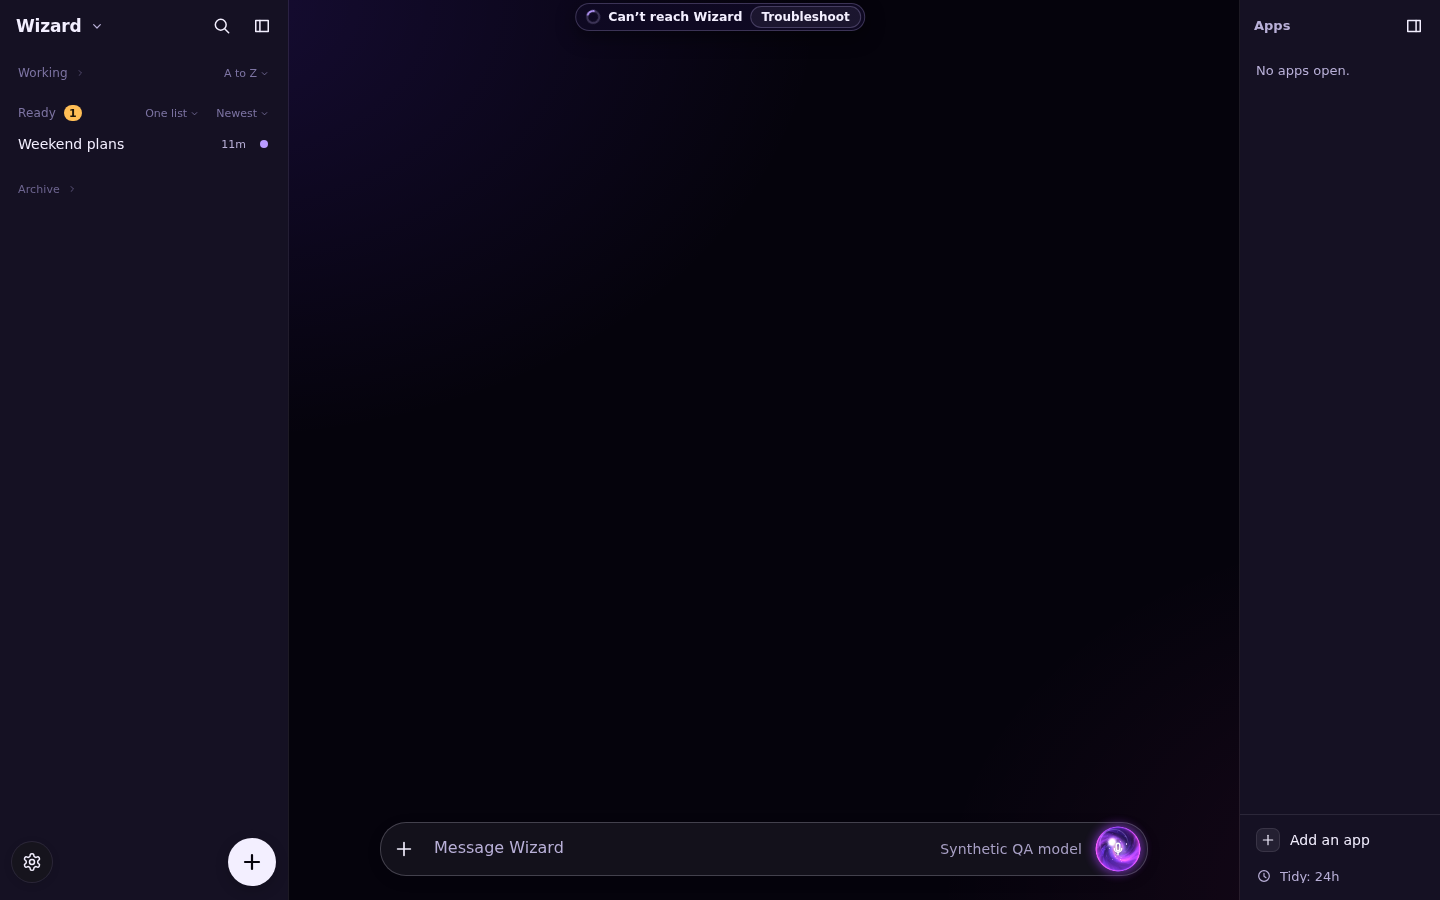 Wizard
Working
A to Z
Ready 1
One list
Newest
Weekend plans
11m
Archive
Can’t reach Wizard
Troubleshoot
Message Wizard
Synthetic QA model
Apps
No apps open.
Add an app
Tidy: 24h